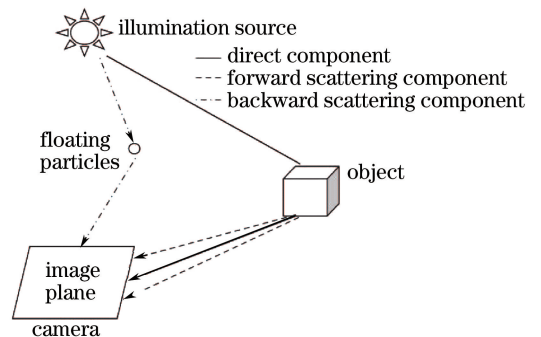 illumination source
direct component
forward scattering component
backward scattering component
floating
particles
object
image
plane
camera